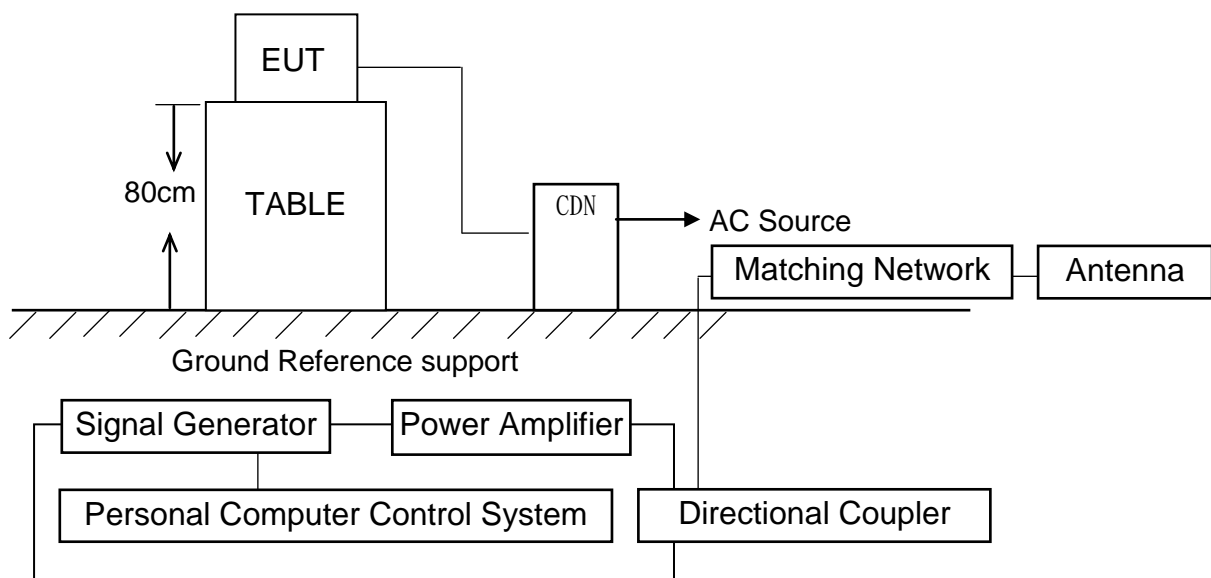 EUT
80cm
TABLE
CDN
AC Source
Matching Network
Antenna
Ground Reference support
Signal Generator
Power Amplifier
Personal Computer Control System
Directional Coupler